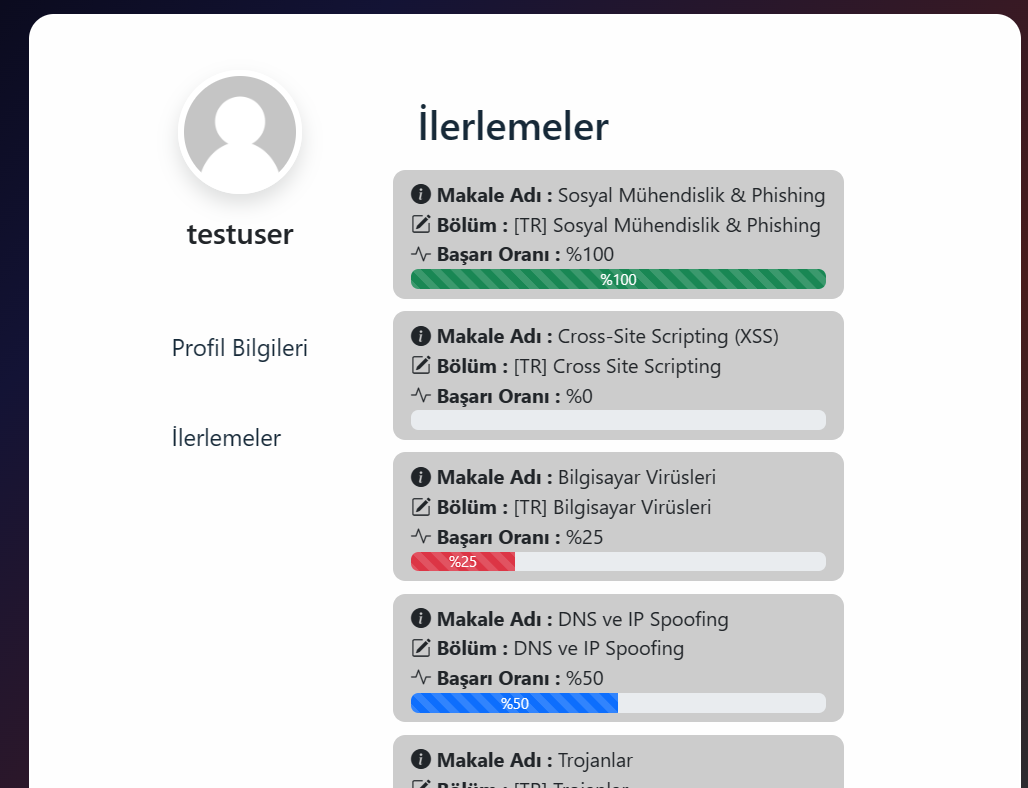 testuser
Profil Bilgileri
İlerlemeler
İlerlemeler
Makale Adı : Sosyal Mühendislik & Phishing
Bölüm : [TR] Sosyal Mühendislik & Phishing
Başarı Oranı : %100
%100
Makale Adı : Cross-Site Scripting (XSS)
Bölüm : [TR] Cross Site Scripting
Başarı Oranı : %0
Makale Adı : Bilgisayar Virüsleri
Bölüm : [TR] Bilgisayar Virüsleri
Başarı Oranı : %25
%25
Makale Adı : DNS ve IP Spoofing
Bölüm : DNS ve IP Spoofing
Başarı Oranı : %50
%50
Makale Adı : Trojanlar
Bölüm : [TR] Trojanlar